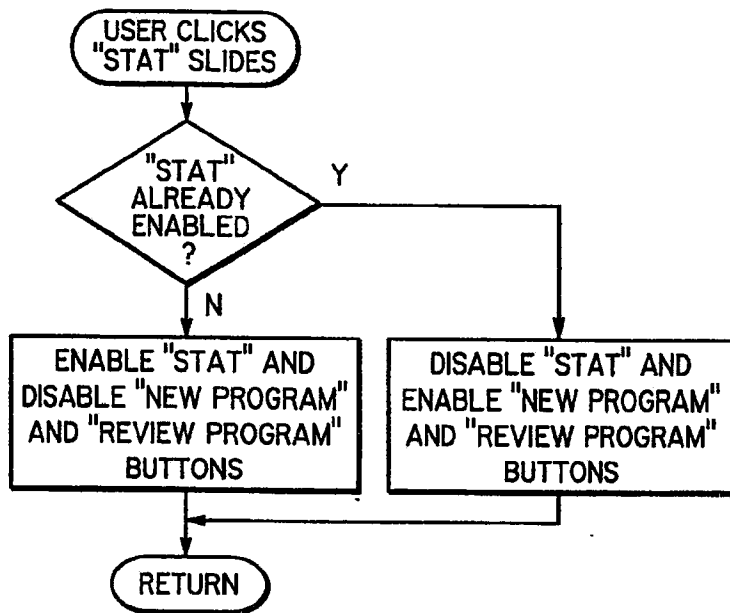 USER CLICKS
"STAT" SLIDES
"STAT"
ALREADY
ENABLED
?
Y
N
ENABLE "STAT" AND
DISABLE "NEW PROGRAM"
AND "REVIEW PROGRAM"
BUTTONS
DISABLE "STAT" AND
ENABLE "NEW PROGRAM"
AND "REVIEW PROGRAM"
BUTTONS
RETURN